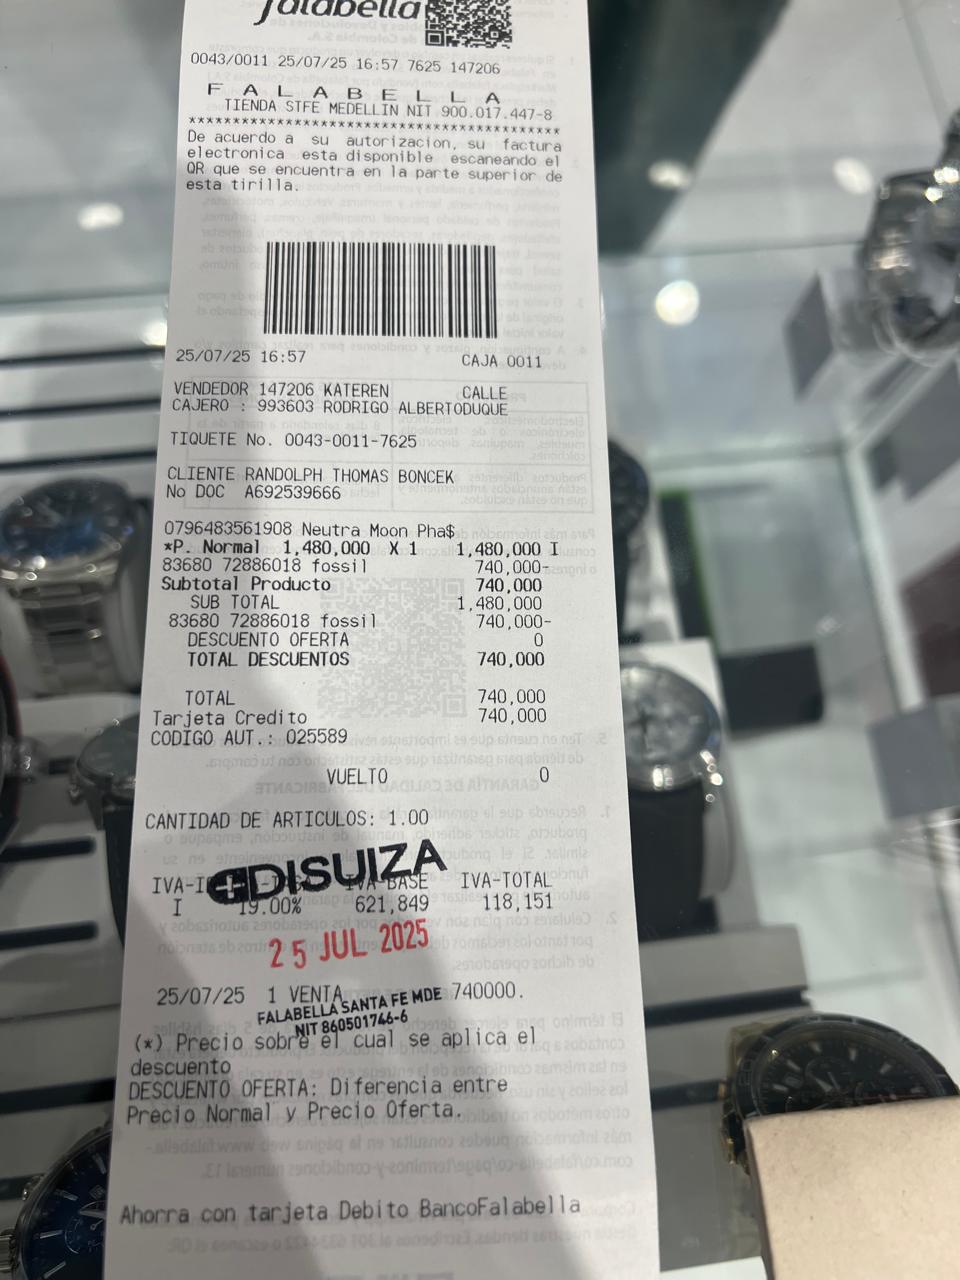 falabella
0043/0011 25/07/25 16:57 7625 147206
F A L A B E L L A
TIENDA STFE MEDELLIN NIT 900.017.447-8
******************************************
De acuerdo a su autorizacion, su factura
electronica esta disponible escaneando el
QR que se encuentra en la parte superior de
esta tirilla.
25/07/25 16:57 CAJA 0011
VENDEDOR 147206 KATEREN CALLE
CAJERO : 993603 RODRIGO ALBERTODUQUE
TIQUETE No. 0043-0011-7625
CLIENTE RANDOLPH THOMAS BONCEK
No DOC A692539666
0796483561908 Neutra Moon Pha$
*P. Normal 1,480,000 X 1 1,480,000 I
83680 72886018 fossil 740,000-
Subtotal Producto 740,000
SUB TOTAL 1,480,000
83680 72886018 fossil 740,000-
DESCUENTO OFERTA 0
TOTAL DESCUENTOS 740,000
TOTAL 740,000
Tarjeta Credito 740,000
CODIGO AUT.: 025589
VUELTO 0
CANTIDAD DE ARTICULOS: 1.00
DISUIZA
IVA-BASE IVA-TOTAL
I 19.00% 621,849 118,151
25 JUL 2025
25/07/25 1 VENTA 740000.
FALABELLA SANTA FE MDE
NIT 860501746-6
(*) Precio sobre el cual se aplica el
descuento
DESCUENTO OFERTA: Diferencia entre
Precio Normal y Precio Oferta.
Ahorra con tarjeta Debito BancoFalabella